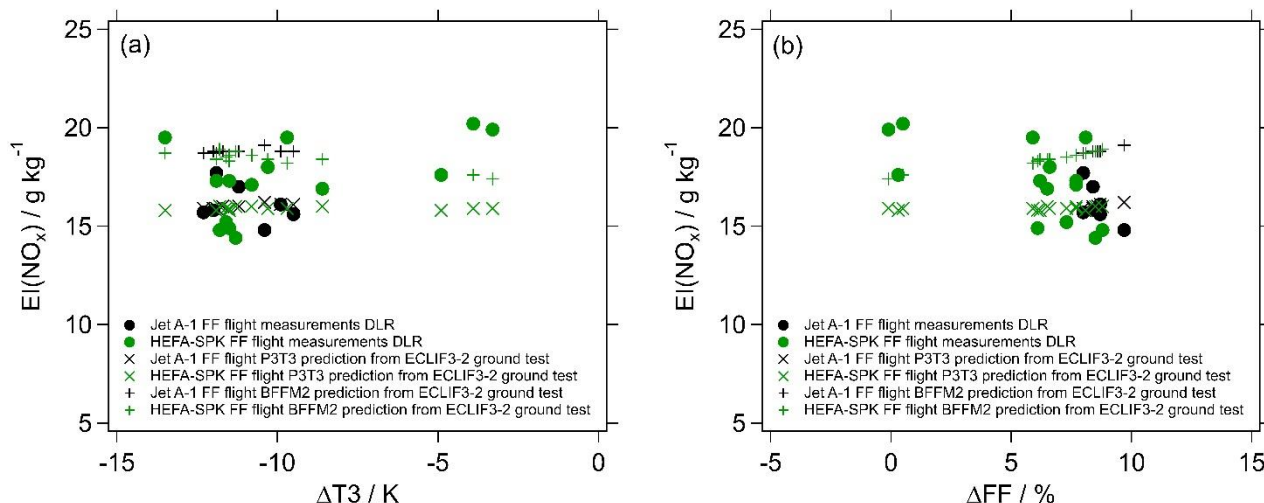 (a)
25
20
15
10
5
EI(NOx) / g kg-1
Jet A-1 FF flight measurements DLR
HEFA-SPK FF flight measurements DLR
Jet A-1 FF flight P3T3 prediction from ECLIF3-2 ground test
HEFA-SPK FF flight P3T3 prediction from ECLIF3-2 ground test
Jet A-1 FF flight BFFM2 prediction from ECLIF3-2 ground test
HEFA-SPK FF flight BFFM2 prediction from ECLIF3-2 ground test
-15 -10 -5 0
ΔT3 / K
(b)
25
20
15
10
5
EI(NOx) / g kg-1
Jet A-1 FF flight measurements DLR
HEFA-SPK FF flight measurements DLR
Jet A-1 FF flight P3T3 prediction from ECLIF3-2 ground test
HEFA-SPK FF flight P3T3 prediction from ECLIF3-2 ground test
Jet A-1 FF flight BFFM2 prediction from ECLIF3-2 ground test
HEFA-SPK FF flight BFFM2 prediction from ECLIF3-2 ground test
-5 0 5 10 15
ΔFF / %